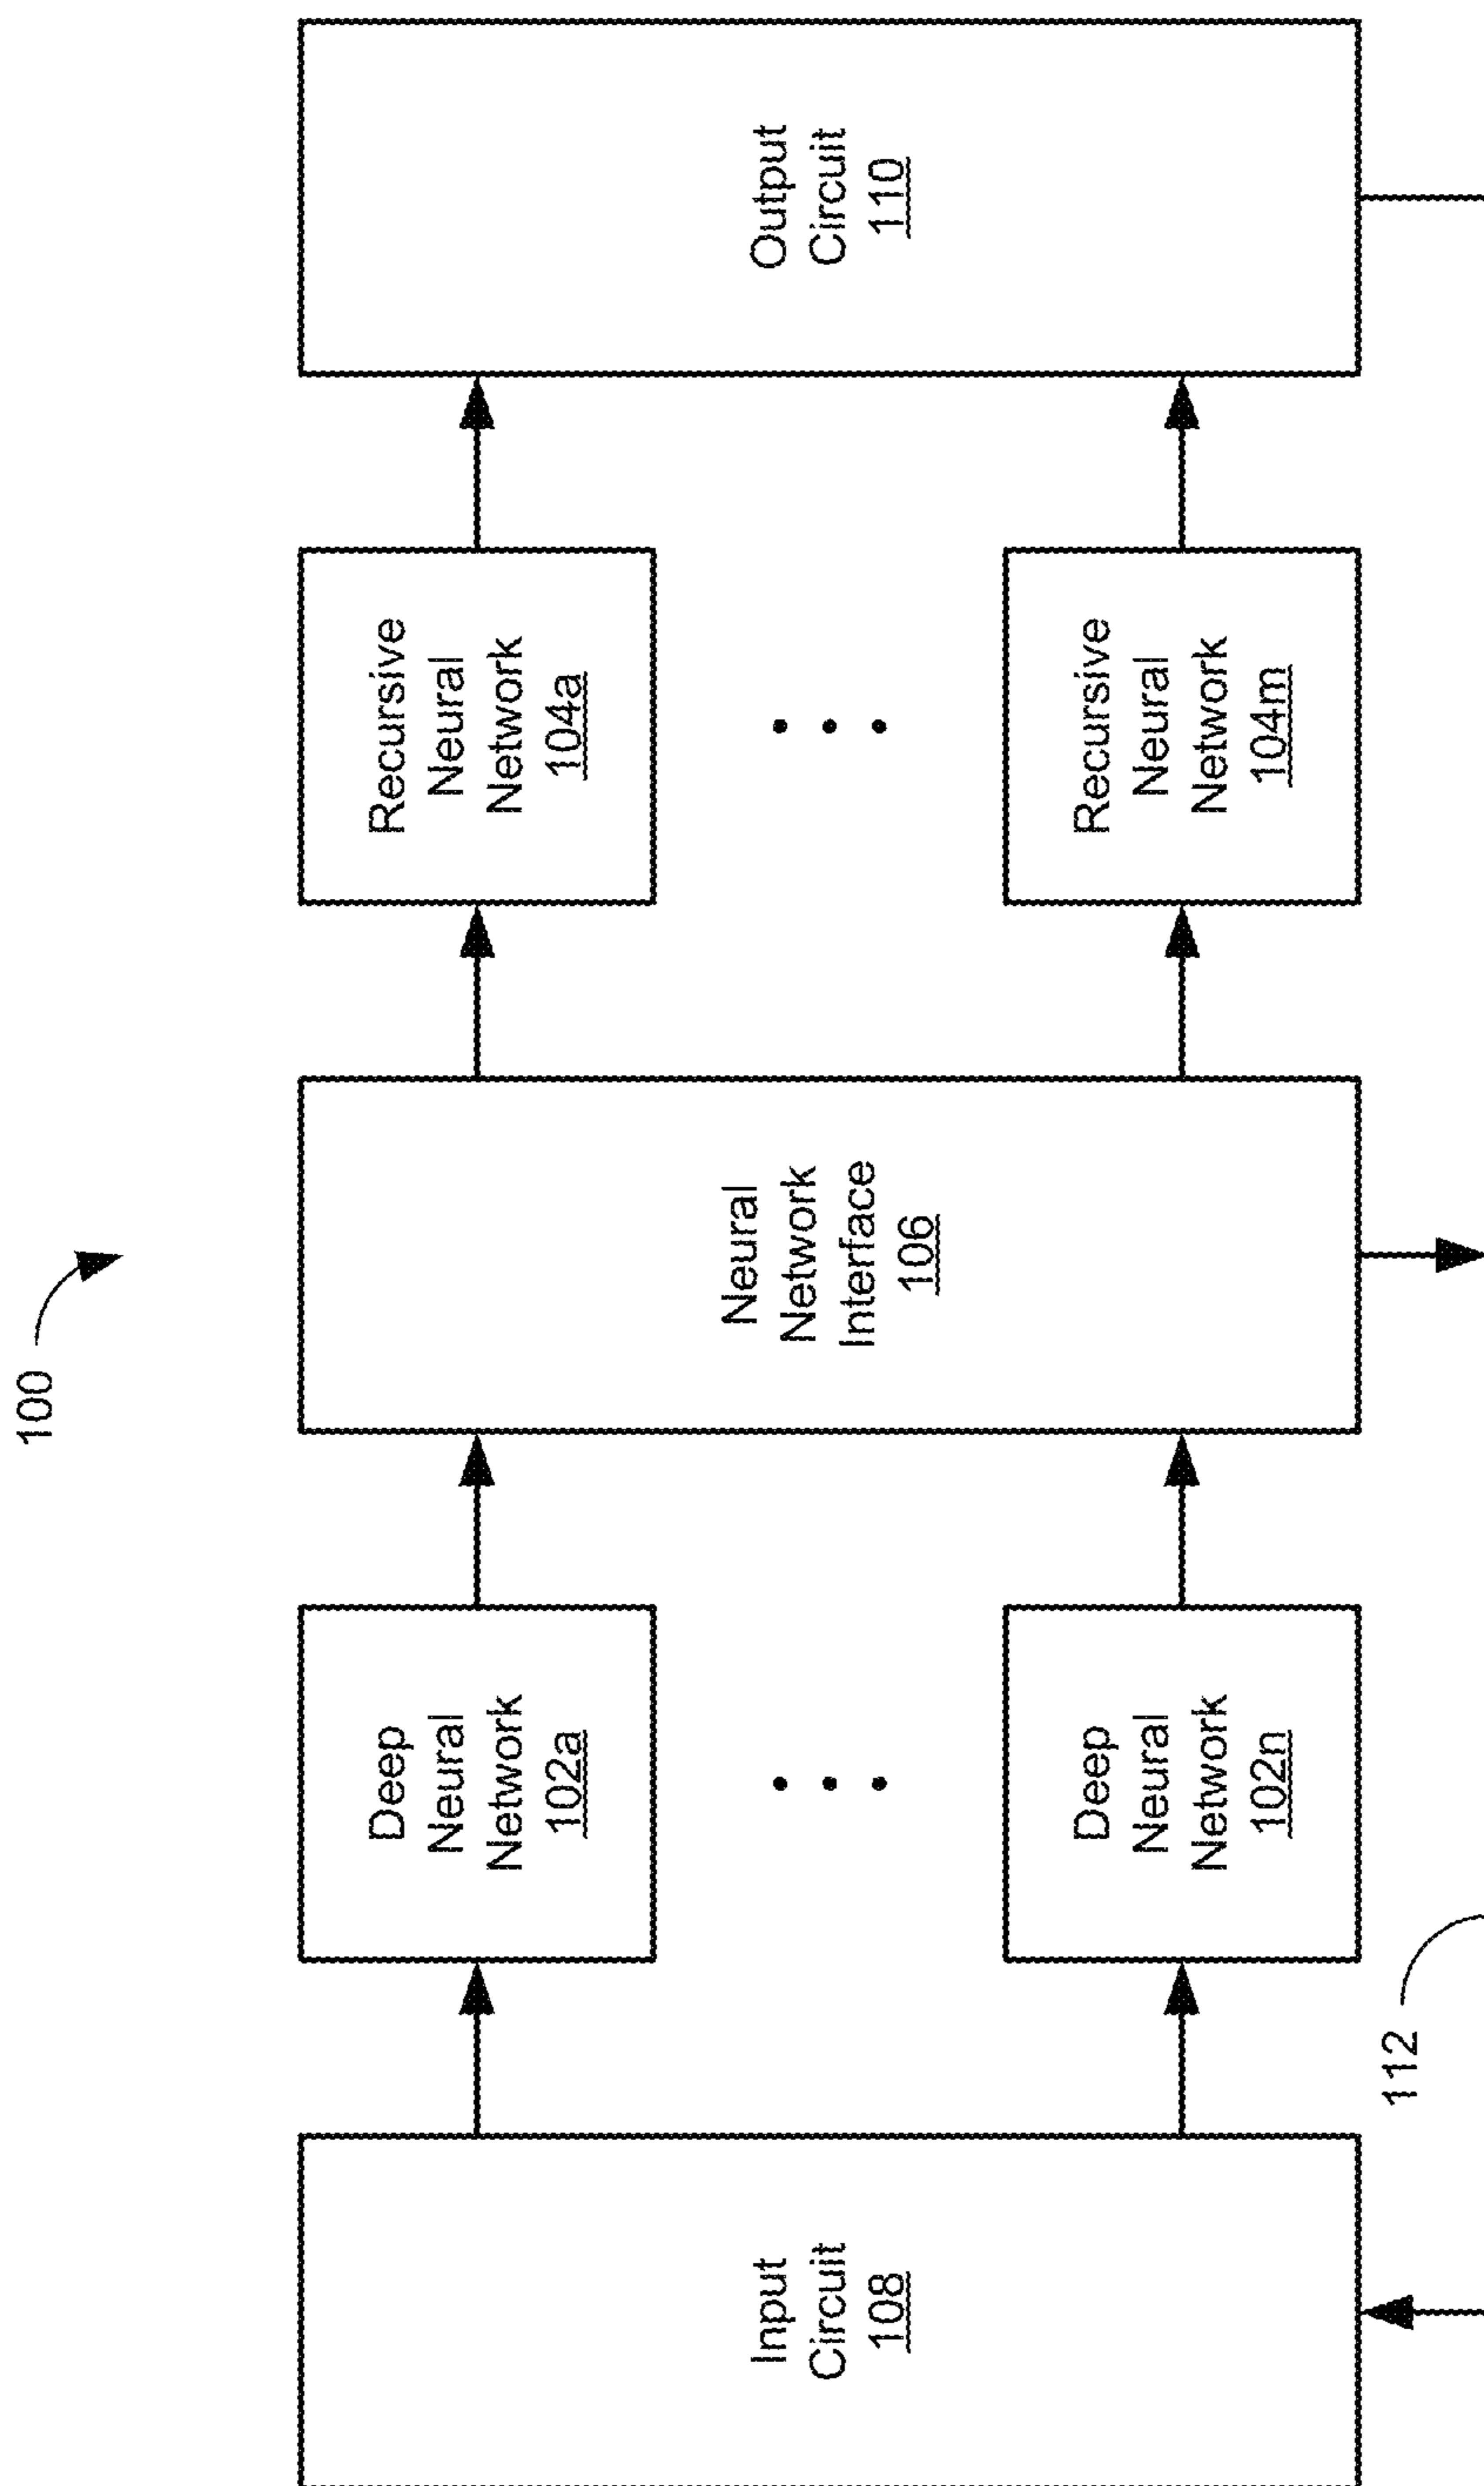 100
Input
Circuit
108
Deep
Neural
Network
102a
Deep
Neural
Network
102n
Neural
Network
Interface
106
Recursive
Neural
Network
104a
Recursive
Neural
Network
104m
Output
Circuit
110
112